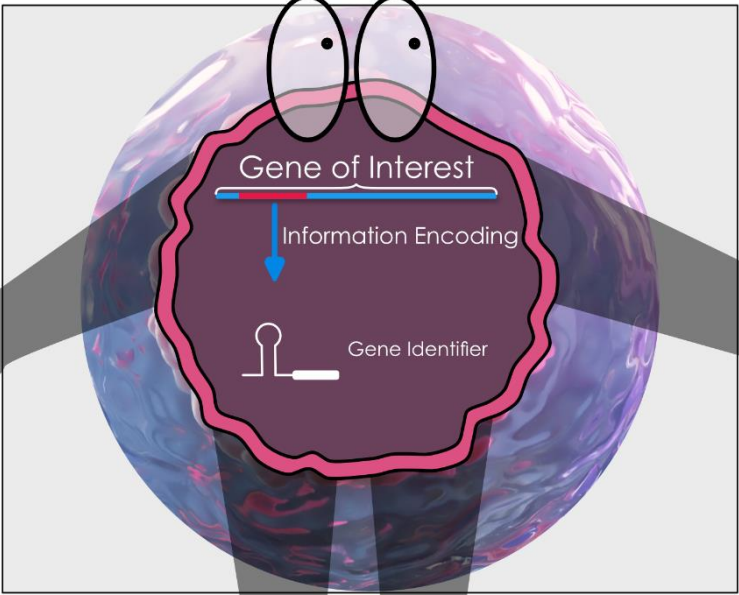 Gene of Interest
Information Encoding
Gene Identifier